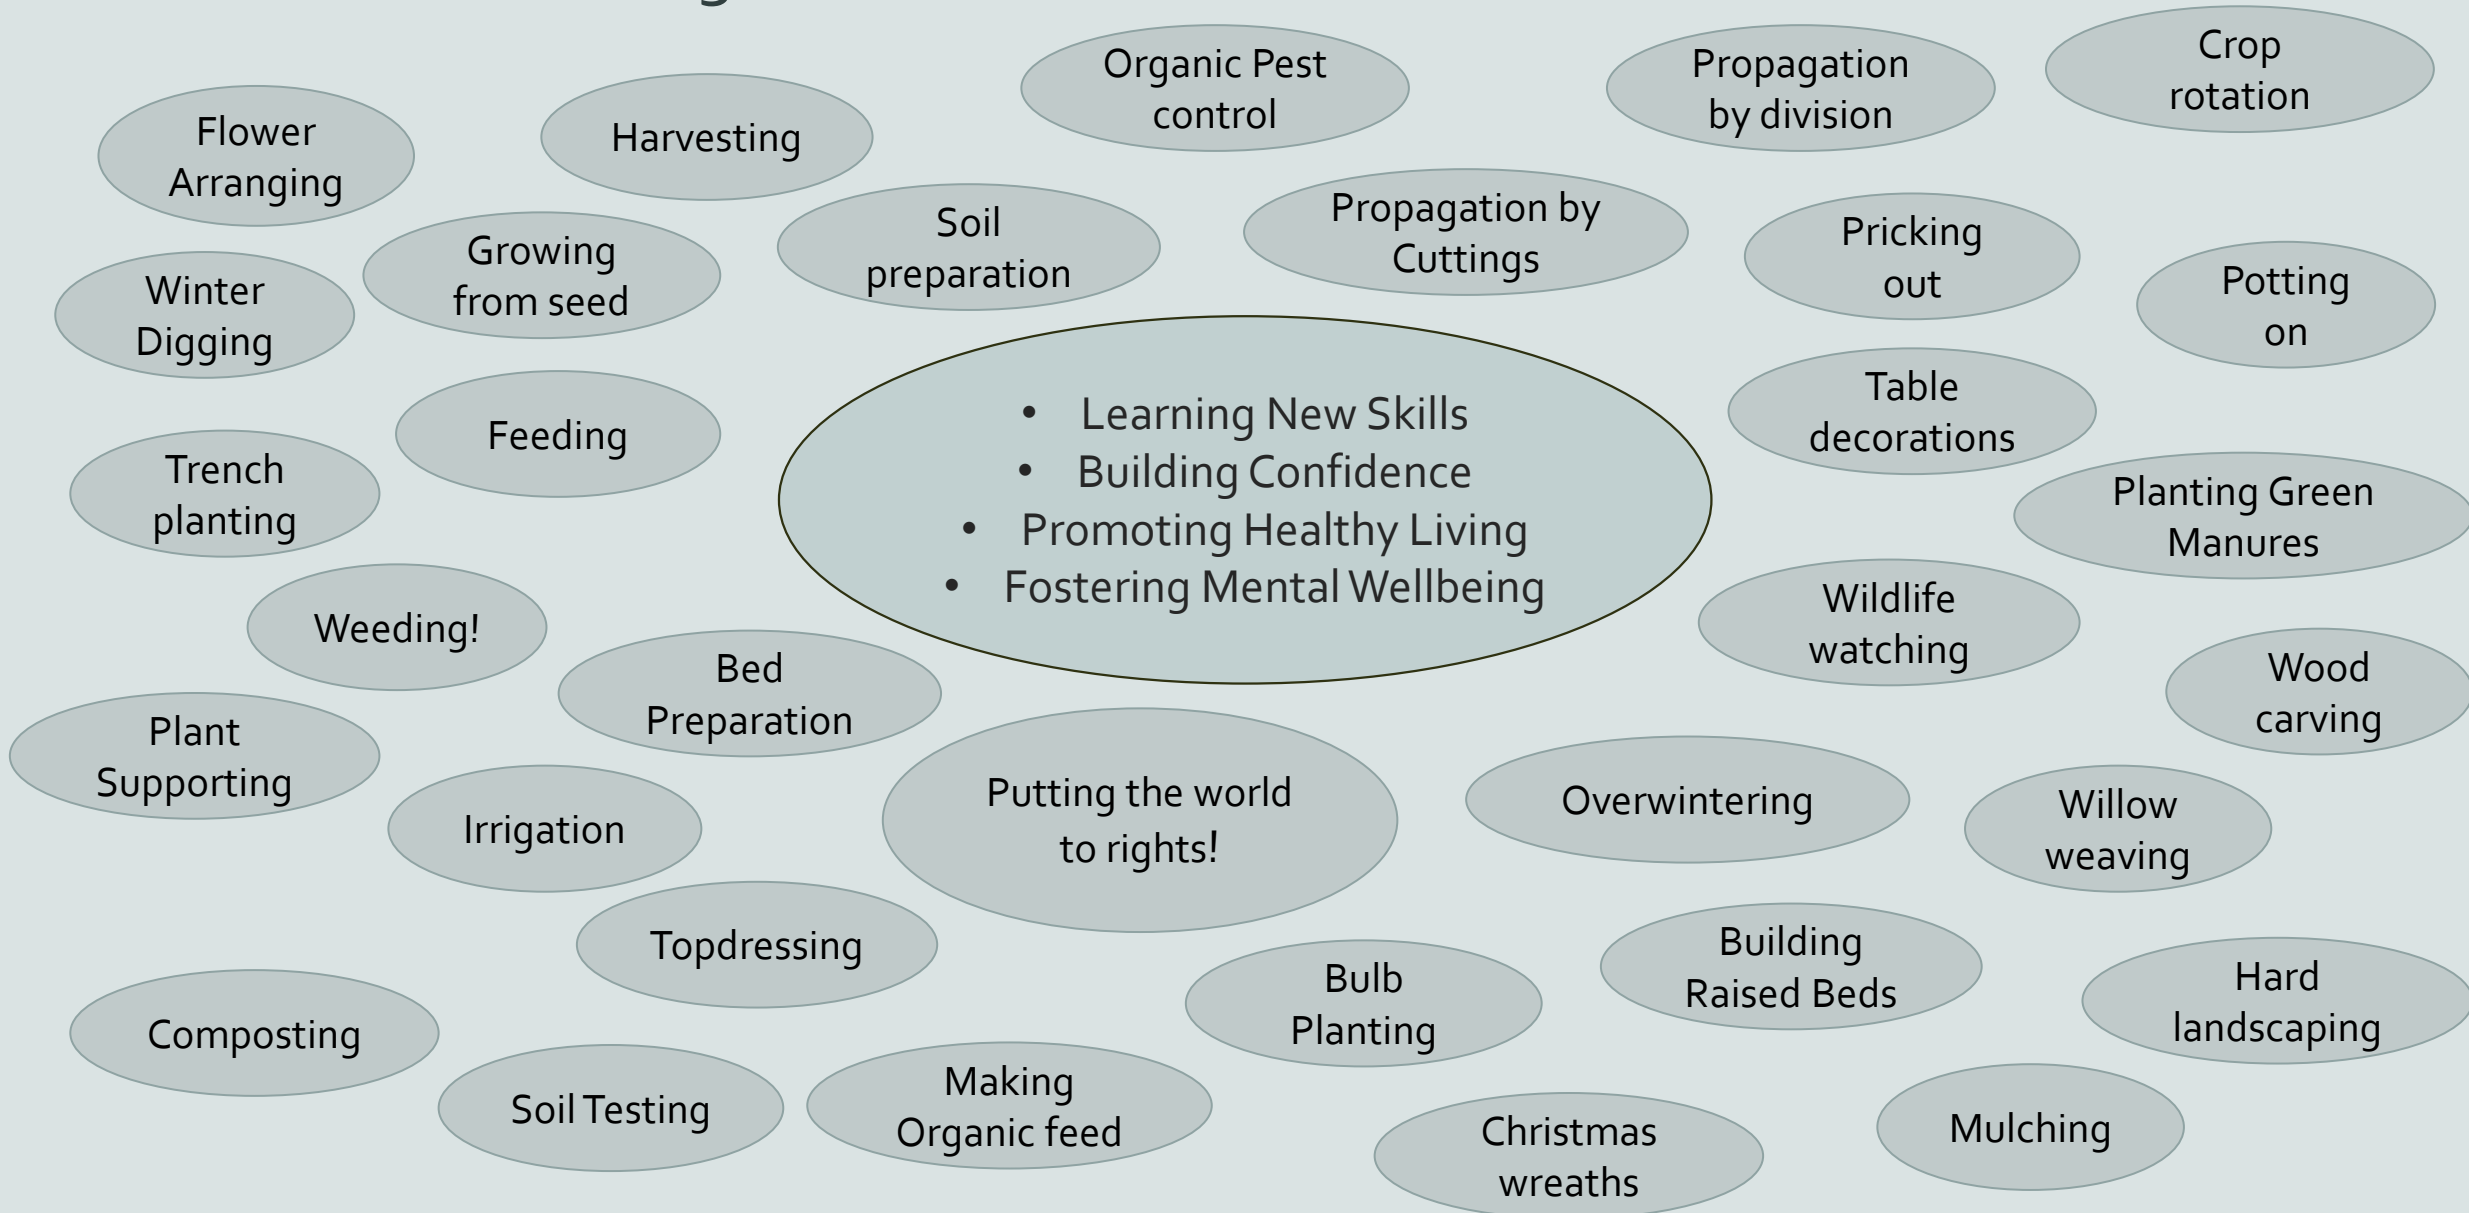 Organic Pest
control
Propagation
by division
Crop
rotation
Flower
Arranging
Harvesting
Soil
preparation
Propagation by
Cuttings
Pricking
out
Potting
on
Winter
Digging
Growing
from seed
Feeding
Table
decorations
• Learning New Skills
• Building Confidence
• Promoting Healthy Living
• Fostering Mental Wellbeing
Trench
planting
Planting Green
Manures
Weeding!
Wildlife
watching
Wood
carving
Bed
Preparation
Plant
Supporting
Irrigation
Putting the world
to rights!
Overwintering
Willow
weaving
Topdressing
Building
Raised Beds
Bulb
Planting
Hard
landscaping
Composting
Soil Testing
Making
Organic feed
Christmas
wreaths
Mulching